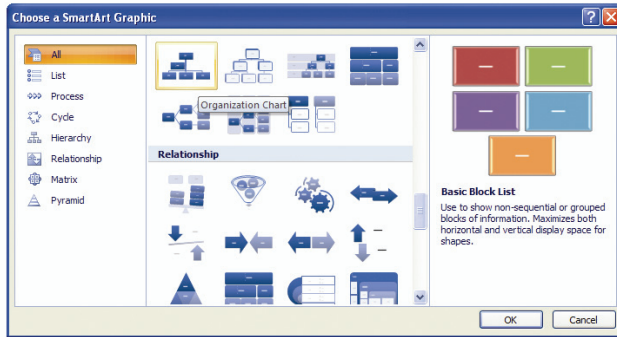 Choose a SmartArt Graphic
All
List
Process
Cycle
Hierarchy
Relationship
Matrix
Pyramid
Organization Chart
Relationship
Basic Block List
Use to show non-sequential or grouped
blocks of information. Maximizes both
horizontal and vertical display space for
shapes.
OK
Cancel